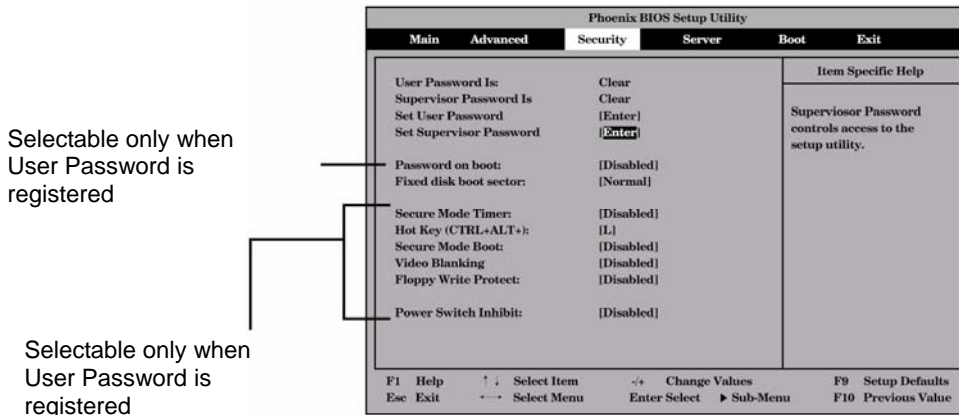 Phoenix BIOS Setup Utility
Main Advanced Security Server Boot Exit
User Password Is: Clear
Supervisor Password Is Clear
Set User Password [Enter]
Set Supervisor Password [Enter]
Password on boot: [Disabled]
Fixed disk boot sector: [Normal]
Secure Mode Timer: [Disabled]
Hot Key (CTRL+ALT+): [L]
Secure Mode Boot: [Disabled]
Video Blanking [Disabled]
Floppy Write Protect: [Disabled]
Power Switch Inhibit: [Disabled]
Item Specific Help
Superviosor Password
controls access to the
setup utility.
F1 Help ↑ ↓ Select Item -/+ Change Values F9 Setup Defaults
Esc Exit ←→ Select Menu Enter Select ▶ Sub-Menu F10 Previous Value
Selectable only when
User Password is
registered
Selectable only when
User Password is
registered